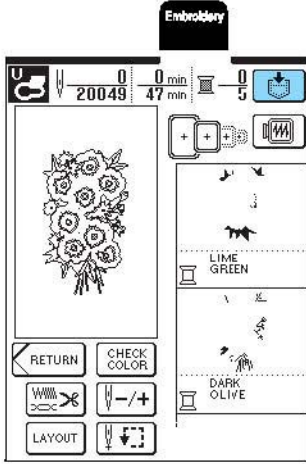 Embroidery
U
0 0 min 0
20049 47 min 5
LIME
GREEN
RETURN
CHECK
COLOR
DARK
OLIVE
-/+
LAYOUT